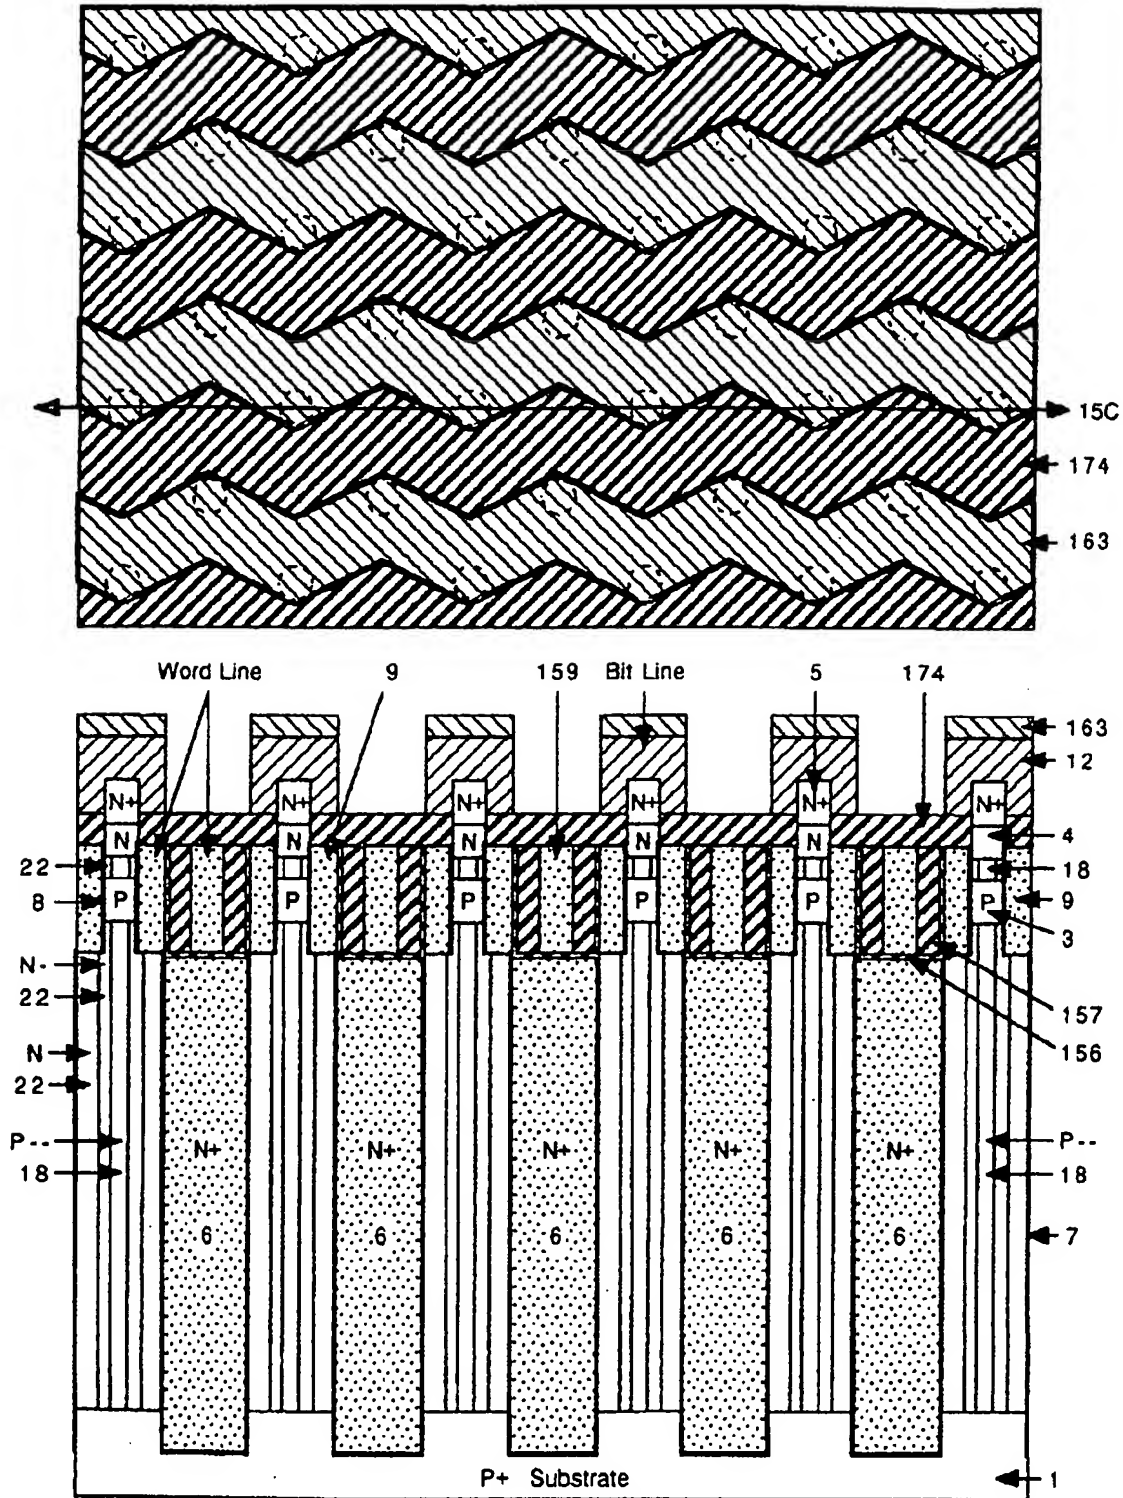 15C
174
163
Word Line 9 159 Bit Line 5 174
163
12
N+ N+ N+ N+ N+ N+
N N N N N
4
22
18
8
P P P P P P
9
3
N-
22
157
N
156
22
P--
P--
18
N+ N+ N+ N+ N+
18
6 6 6 6 6
7
P+ Substrate
1